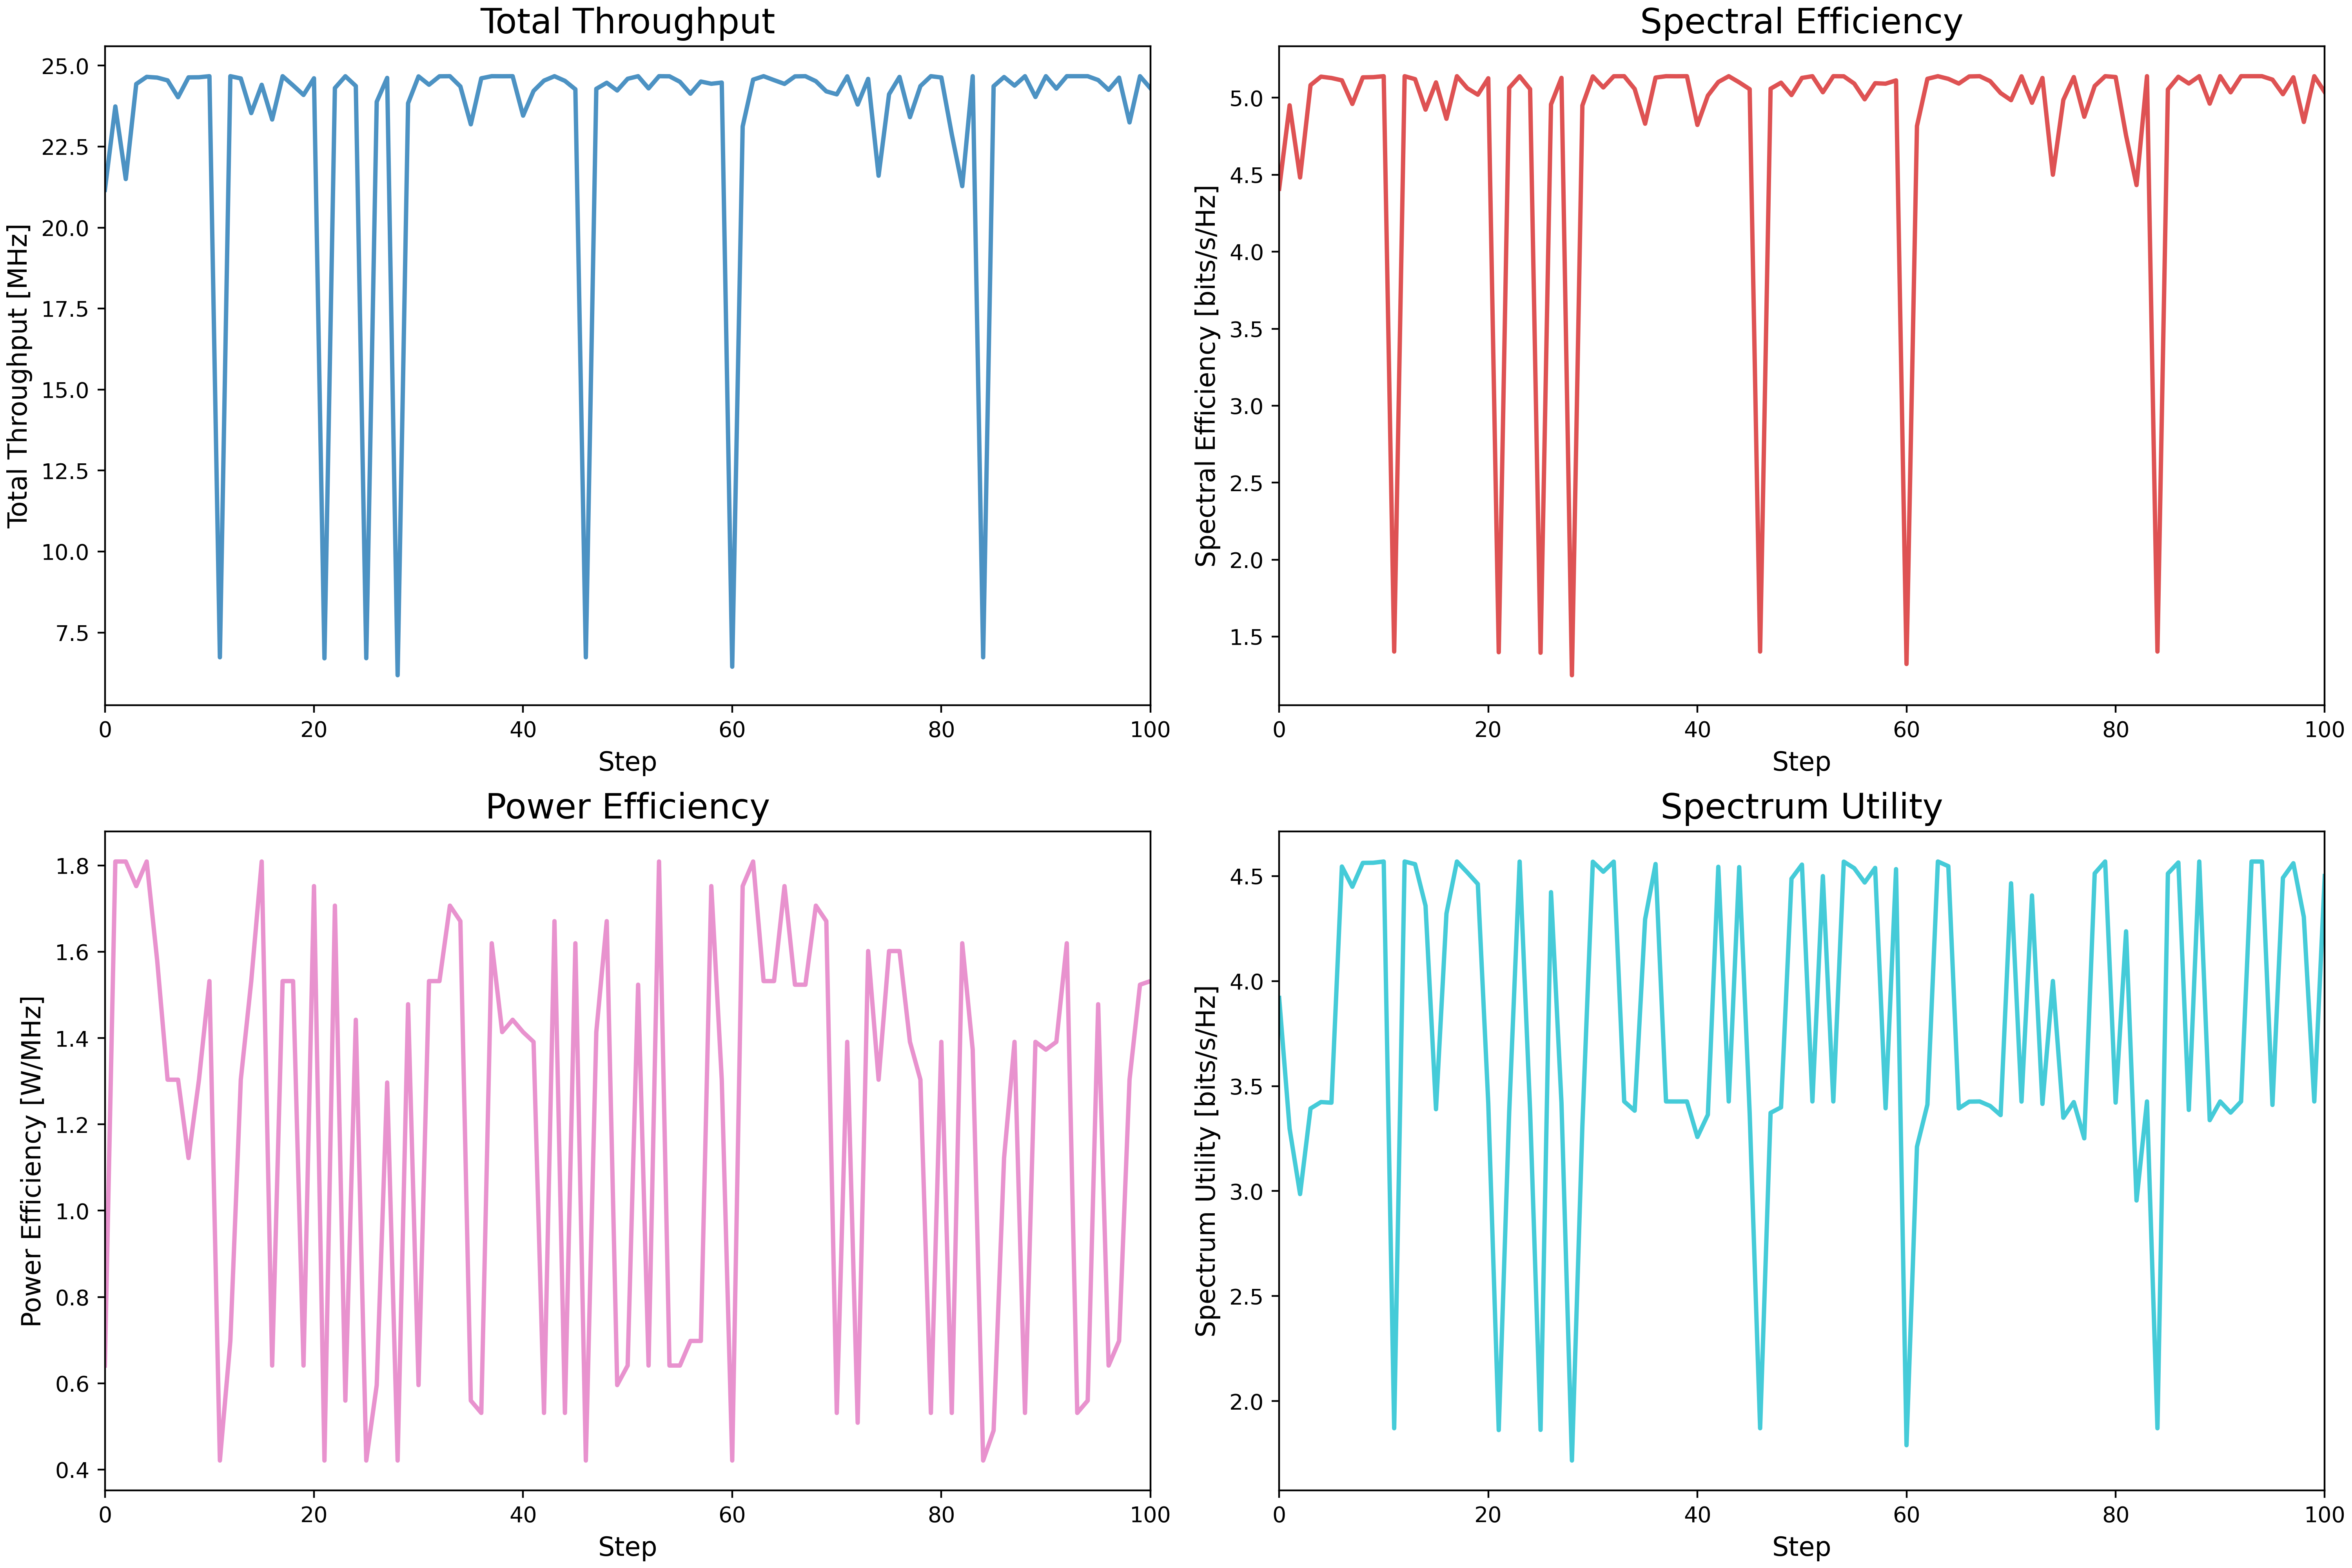 Total Throughput
Total Throughput [MHz]
25.0
22.5
20.0
17.5
15.0
12.5
10.0
7.5
0 20 40 60 80 100
Step
Spectral Efficiency
Spectral Efficiency [bits/s/Hz]
5.0
4.5
4.0
3.5
3.0
2.5
2.0
1.5
0 20 40 60 80 100
Step
Power Efficiency
Power Efficiency [W/MHz]
1.8
1.6
1.4
1.2
1.0
0.8
0.6
0.4
0 20 40 60 80 100
Step
Spectrum Utility
Spectrum Utility [bits/s/Hz]
4.5
4.0
3.5
3.0
2.5
2.0
0 20 40 60 80 100
Step